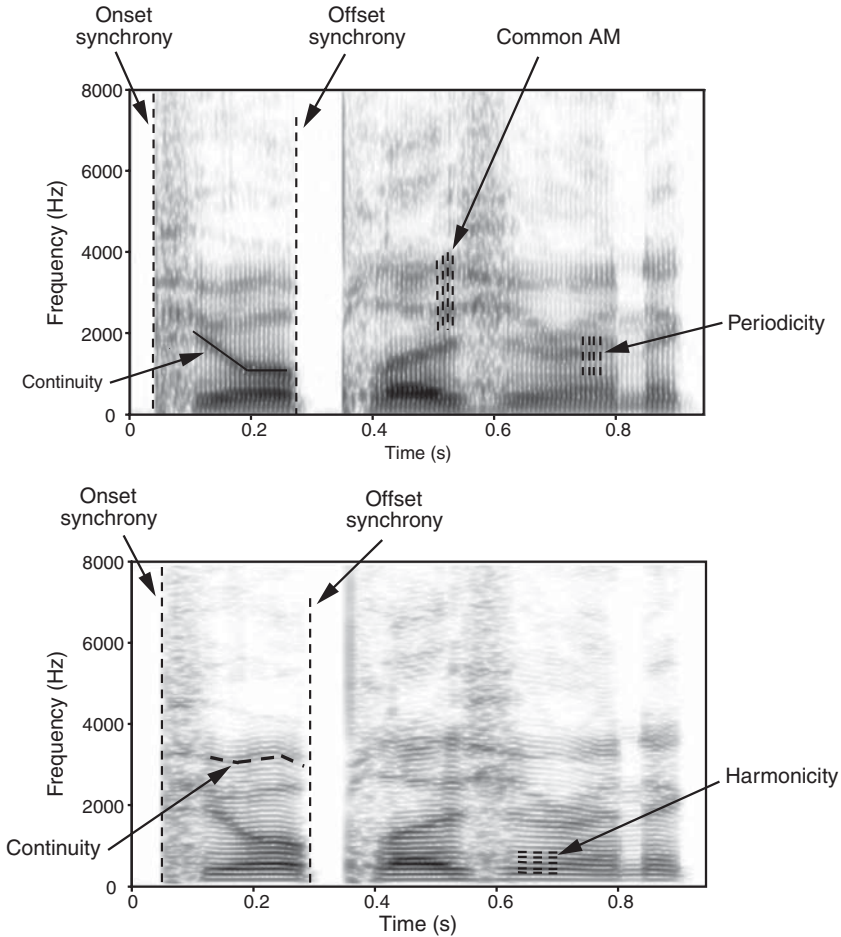 Onset
synchrony
Offset
synchrony
Common AM
8000
6000
4000
2000
0
Frequency (Hz)
Continuity
Periodicity
0
0.2
0.4
0.6
0.8
Time (s)
Onset
synchrony
Offset
synchrony
8000
6000
4000
2000
0
Frequency (Hz)
Harmonicity
Continuity
0
0.2
0.4
0.6
0.8
Time (s)